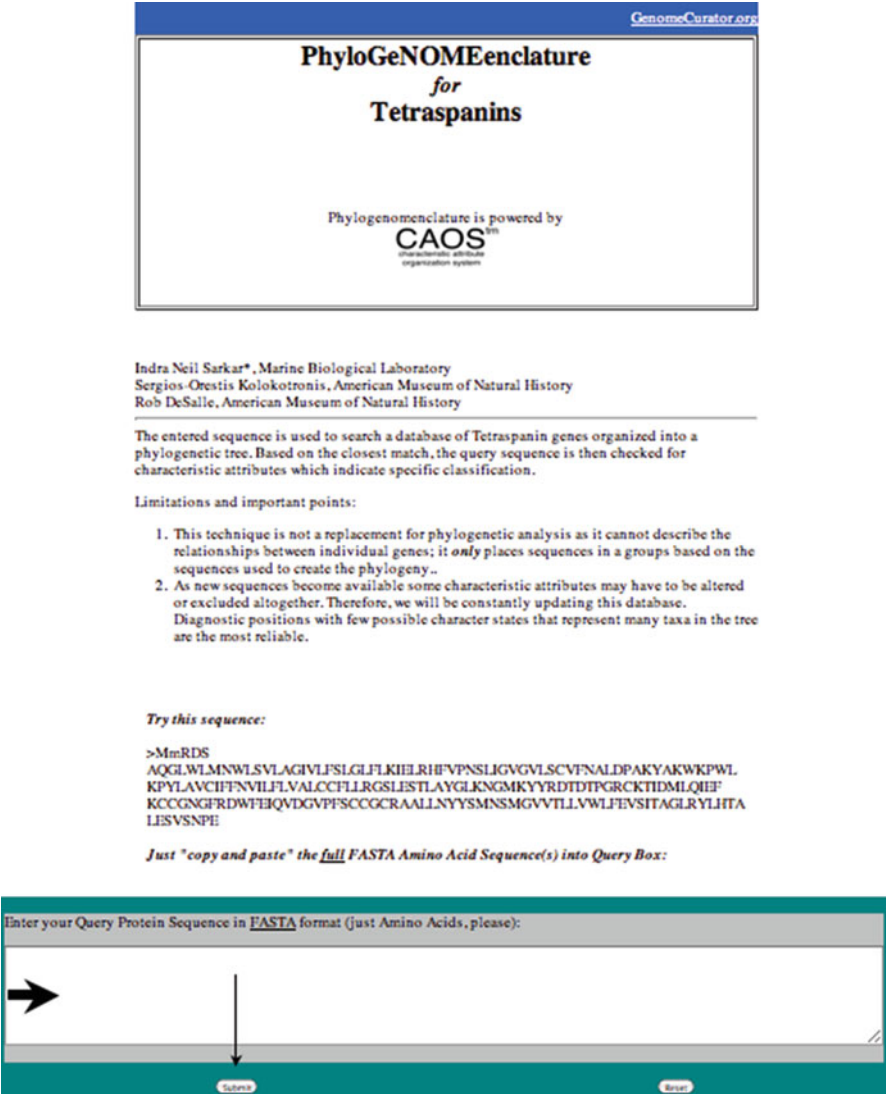 GenomeCurator.org
PhyloGeNOMEenclature
for
Tetraspanins
Phylogenomenclature is powered by
CAOS™
characteristic attribute
organization system
Indra Neil Sarkar*, Marine Biological Laboratory
Sergios-Orestis Kolokotronis, American Museum of Natural History
Rob DeSalle, American Museum of Natural History
The entered sequence is used to search a database of Tetraspanin genes organized into a
phylogenetic tree. Based on the closest match, the query sequence is then checked for
characteristic attributes which indicate specific classification.
Limitations and important points:
1. This technique is not a replacement for phylogenetic analysis as it cannot describe the
relationships between individual genes; it only places sequences in a groups based on the
sequences used to create the phylogeny..
2. As new sequences become available some characteristic attributes may have to be altered
or excluded altogether. Therefore, we will be constantly updating this database.
Diagnostic positions with few possible character states that represent many taxa in the tree
are the most reliable.
Try this sequence:
>MmRDS
AQGLWLMNWLSVLAGIVLFSLGLFLKIELRHFVPNSLIGVGVLSCVFNALDPAKYAKWKPWL
KPYLAVCIFFNVILFLVALCCFLLRGSLESTLAYGLKNGMKYYRDTDTPGRCKTIDMLQIEF
KCCGNGFRDWFEIQVDGVPFSCCGCRAALLNYYSMNSMGVVTLLVWLFEVSITAGLRYLHTA
LESVSNPE
Just "copy and paste" the full FASTA Amino Acid Sequence(s) into Query Box:
Enter your Query Protein Sequence in FASTA format (just Amino Acids, please):
Submit
Reset